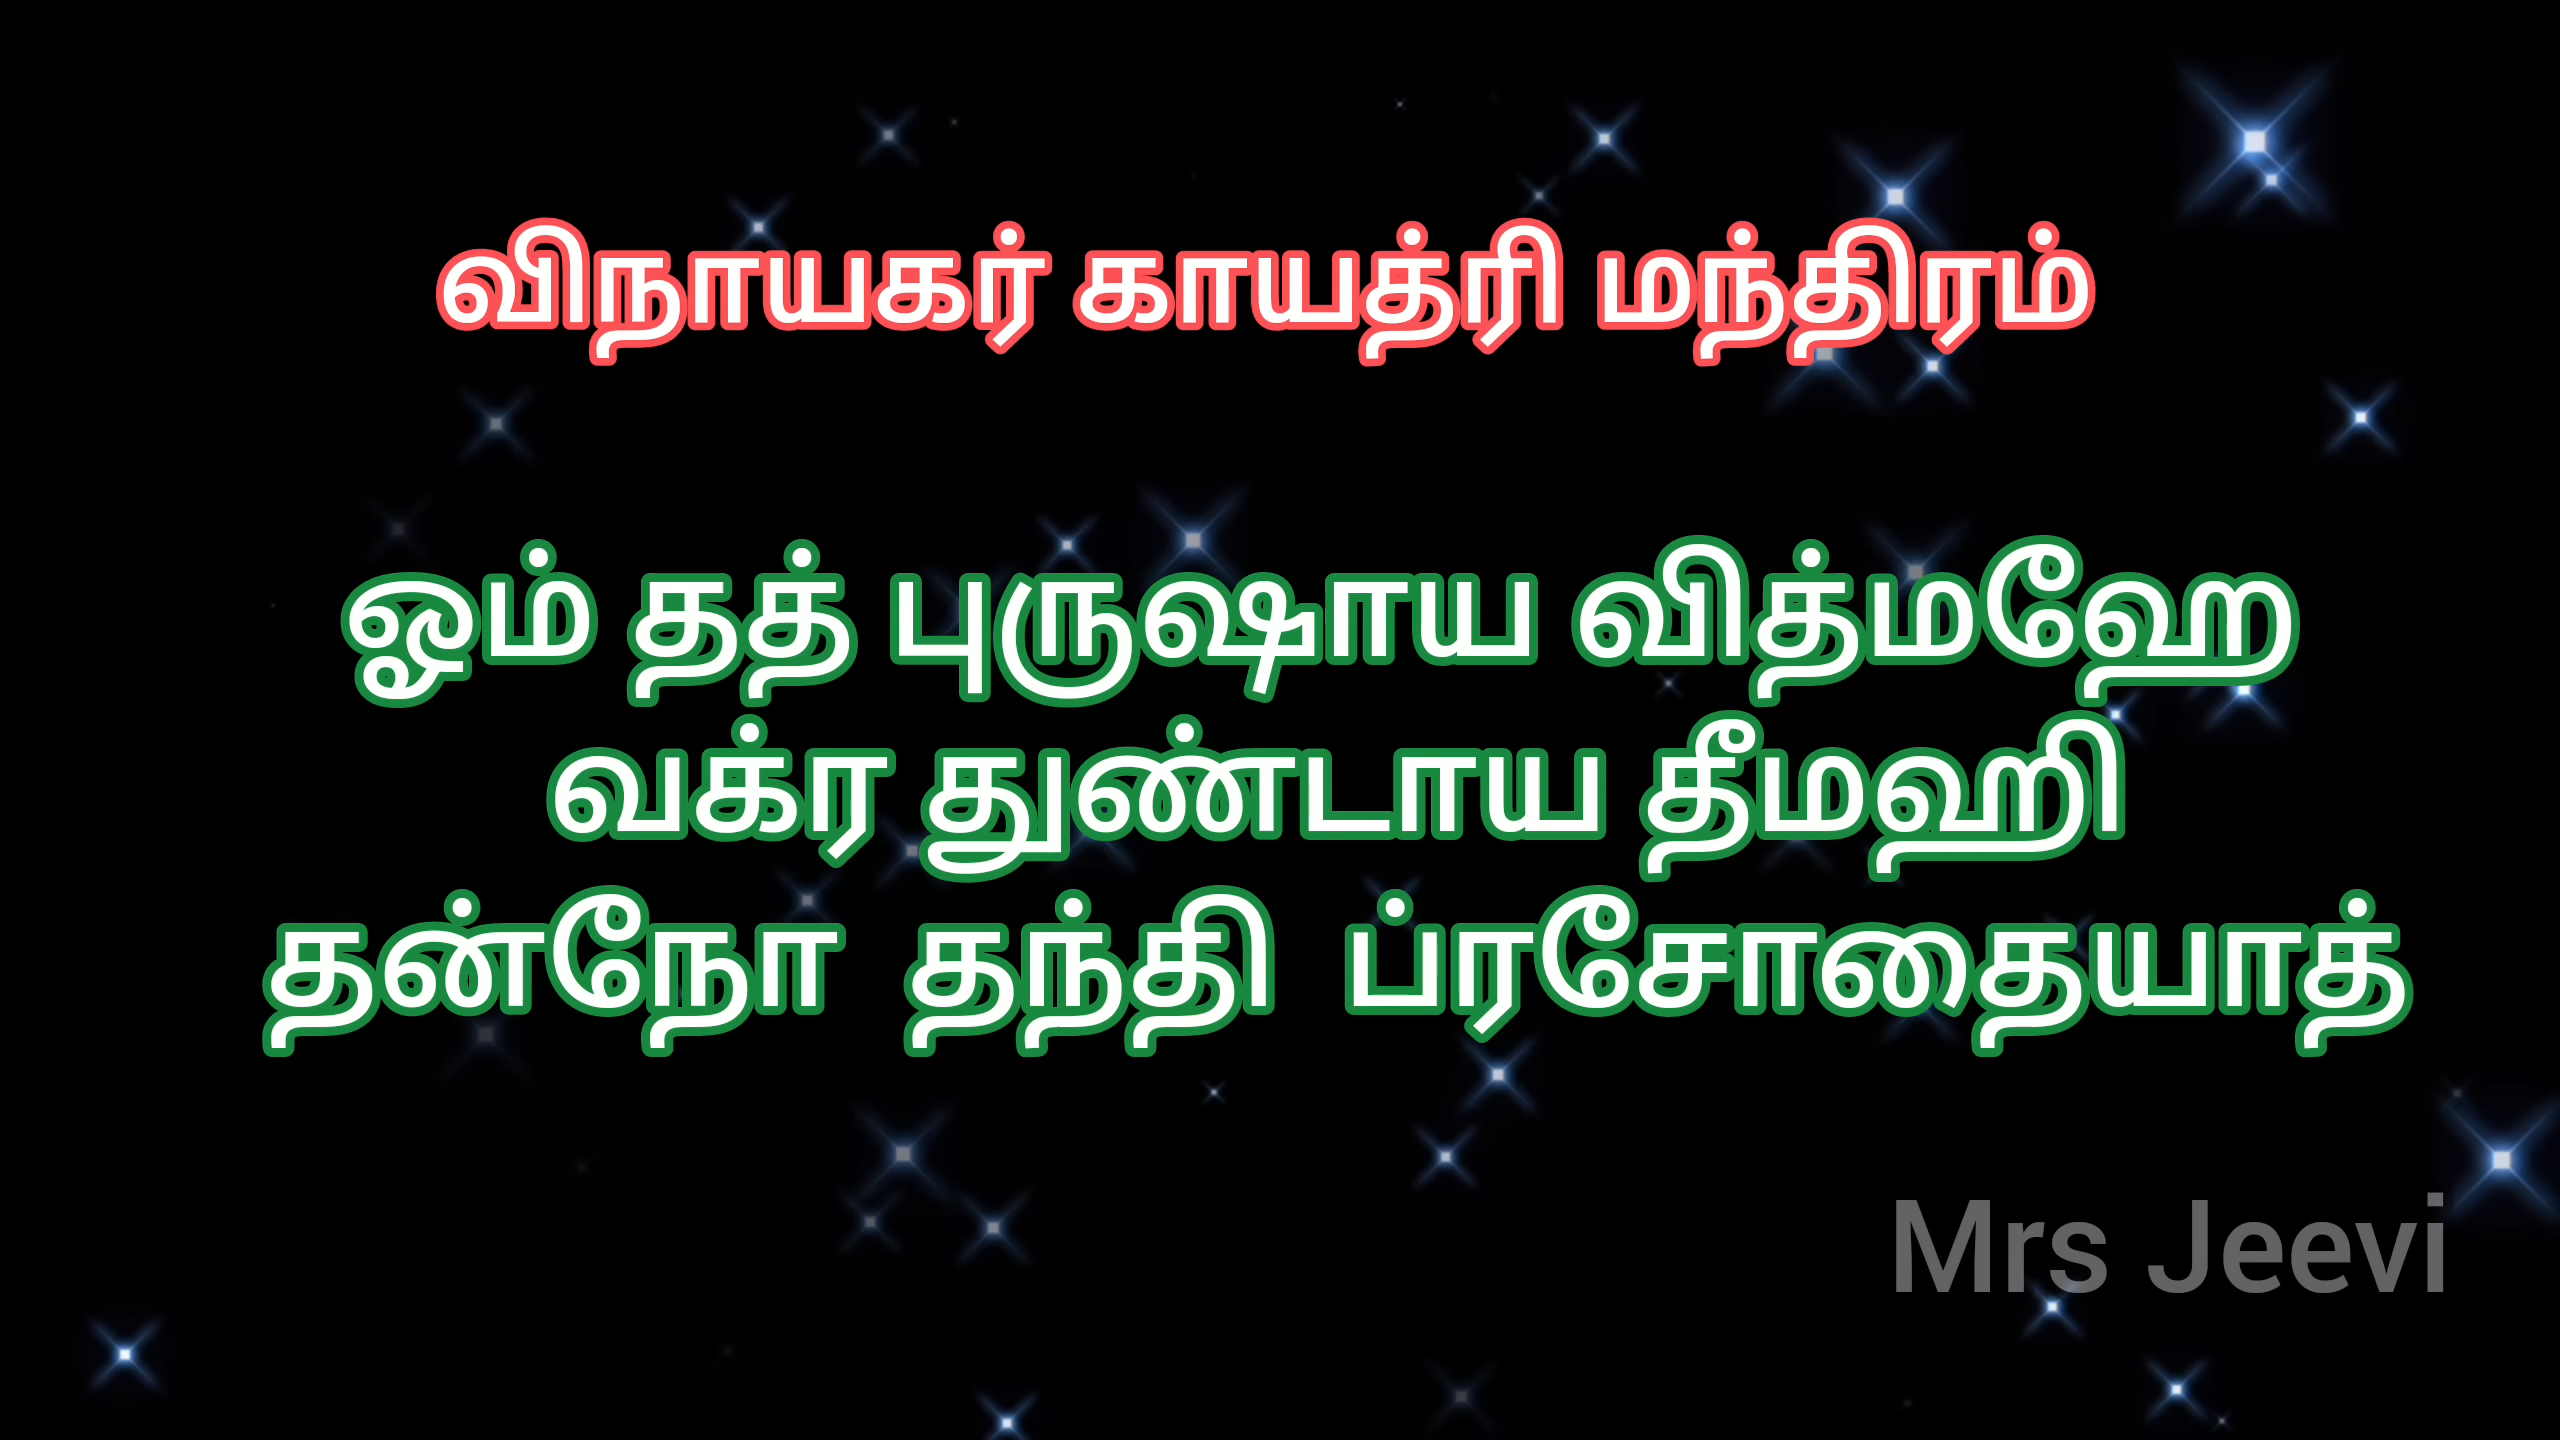 விநாயகர் காயத்ரி மந்திரம்
ஓம் தத் புருஷாய வித்மஹே
வக்ர துண்டாய தீமஹி
தன்நோ தந்தி ப்ரசோதையாத்
Mrs Jeevi